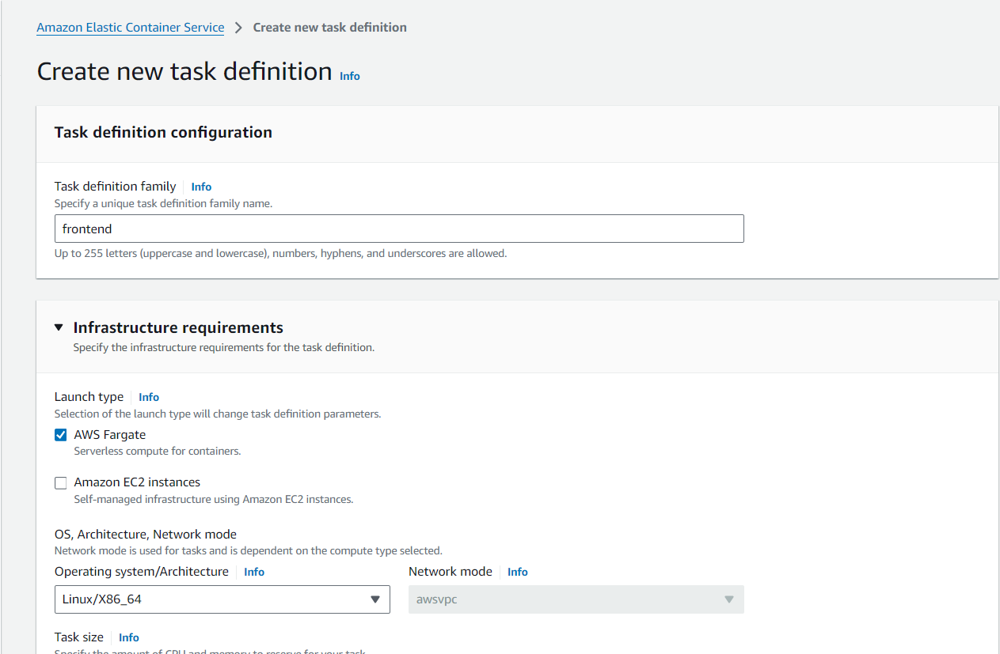 Amazon Elastic Container Service > Create new task definition
Create new task definition Info
Task definition configuration
Task definition family Info
Specify a unique task definition family name.
frontend
Up to 255 letters (uppercase and lowercase), numbers, hyphens, and underscores are allowed.
Infrastructure requirements
Specify the infrastructure requirements for the task definition.
Launch type Info
Selection of the launch type will change task definition parameters.
AWS Fargate
Serverless compute for containers.
Amazon EC2 instances
Self-managed infrastructure using Amazon EC2 instances.
OS, Architecture, Network mode
Network mode is used for tasks and is dependent on the compute type selected.
Operating system/Architecture Info Network mode Info
Linux/X86_64 awsvpc
Task size Info
Specify the amount of CPU and memory to reserve for your task.